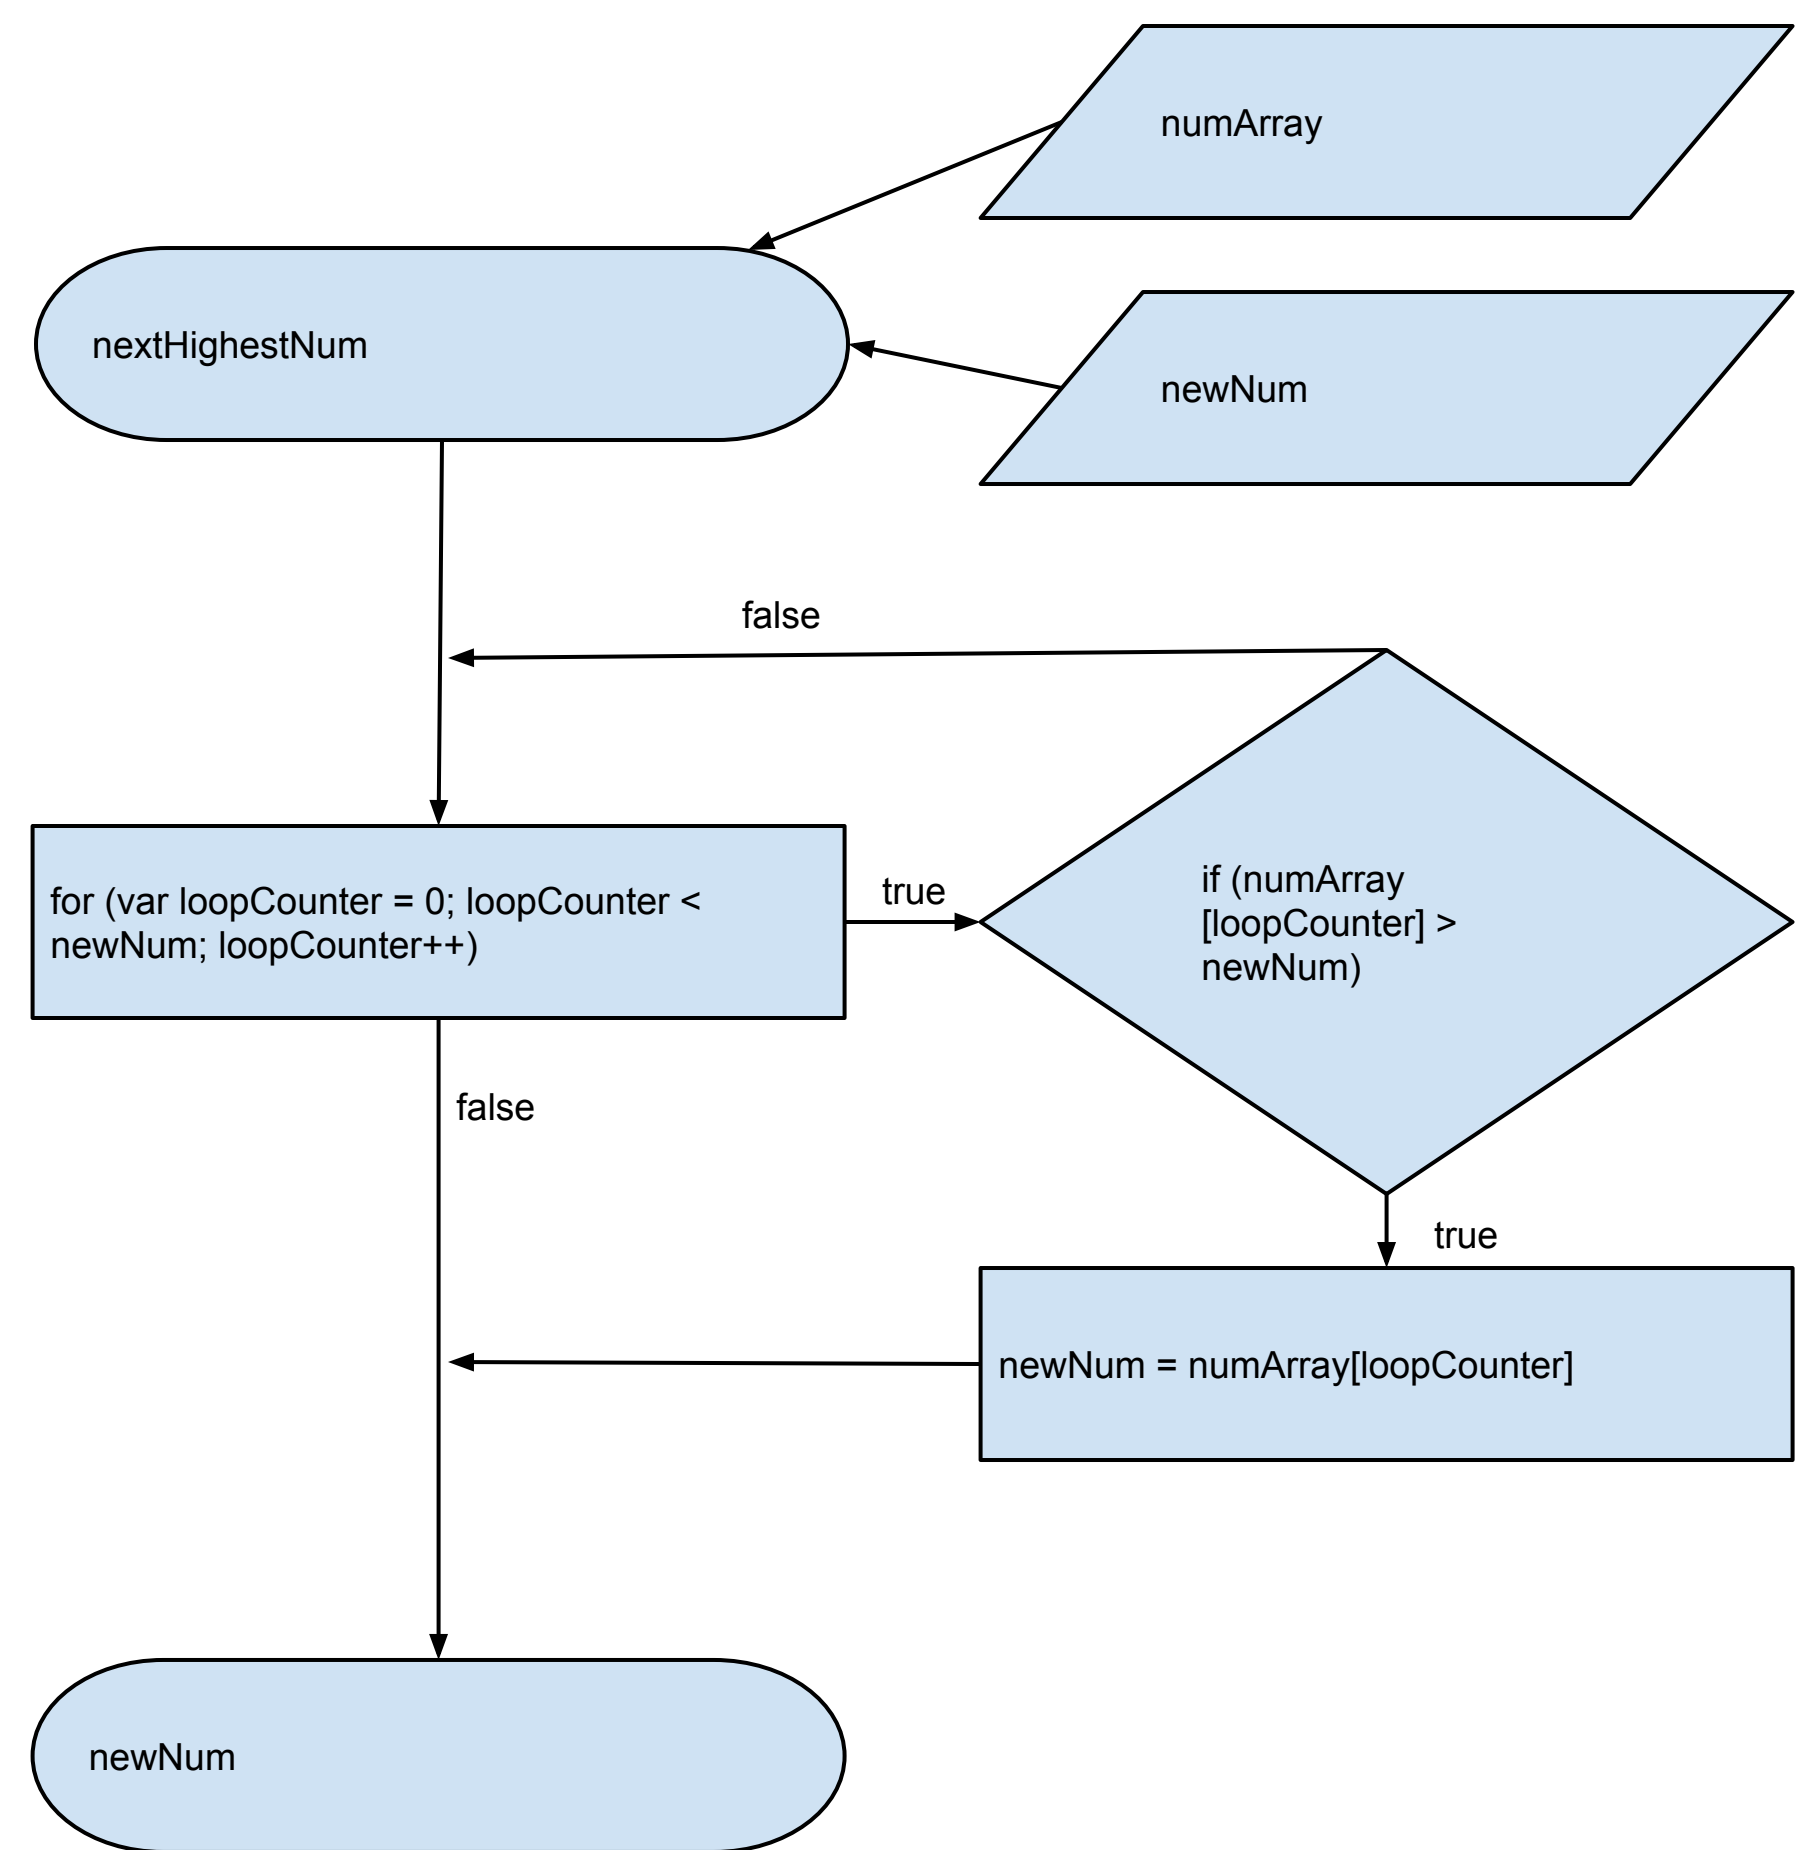 numArray
nextHighestNum
newNum
false
for (var loopCounter = 0; loopCounter <
newNum; loopCounter++)
true
if (numArray
[loopCounter] >
newNum)
false
true
newNum = numArray[loopCounter]
newNum